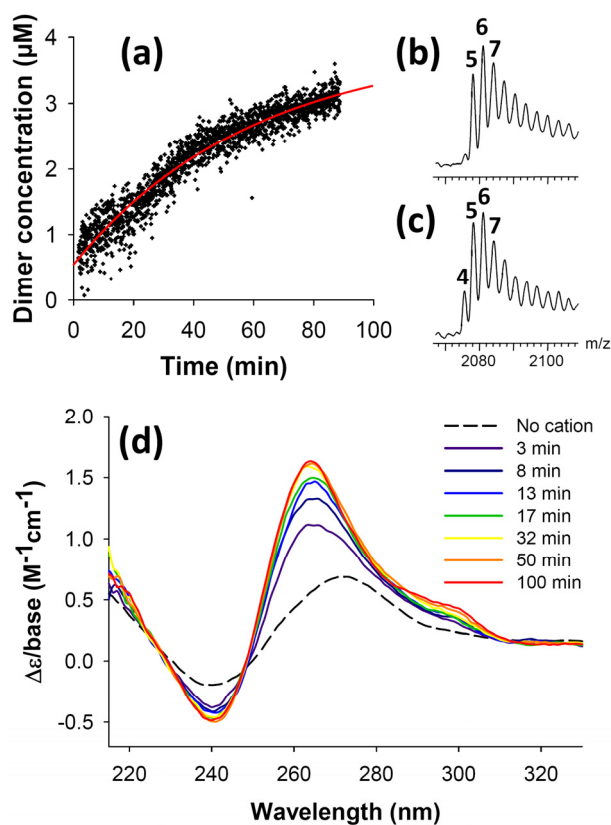 (a)
Dimer concentration (µM)
4
3
2
1
0
0 20 40 60 80 100
Time (min)
(b)
5 6 7
(c)
4 5 6 7
m/z
2080 2100
(d)
Δε/base (M⁻¹cm⁻¹)
2.0
1.5
1.0
0.5
0.0
-0.5
220 240 260 280 300 320
Wavelength (nm)
No cation
3 min
8 min
13 min
17 min
32 min
50 min
100 min